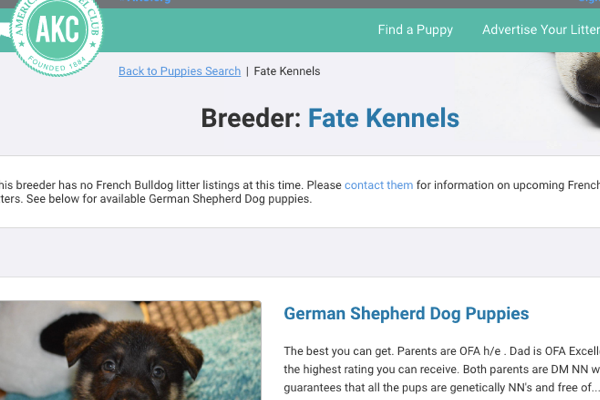 AKC
FOUNDED 1884
Find a Puppy Advertise Your Litter
Back to Puppies Search | Fate Kennels
Breeder: Fate Kennels
his breeder has no French Bulldog litter listings at this time. Please contact them for information on upcoming French
ters. See below for available German Shepherd Dog puppies.
German Shepherd Dog Puppies
The best you can get. Parents are OFA h/e . Dad is OFA Excelle
the highest rating you can receive. Both parents are DM NN w
guarantees that all the pups are genetically NN's and free of...